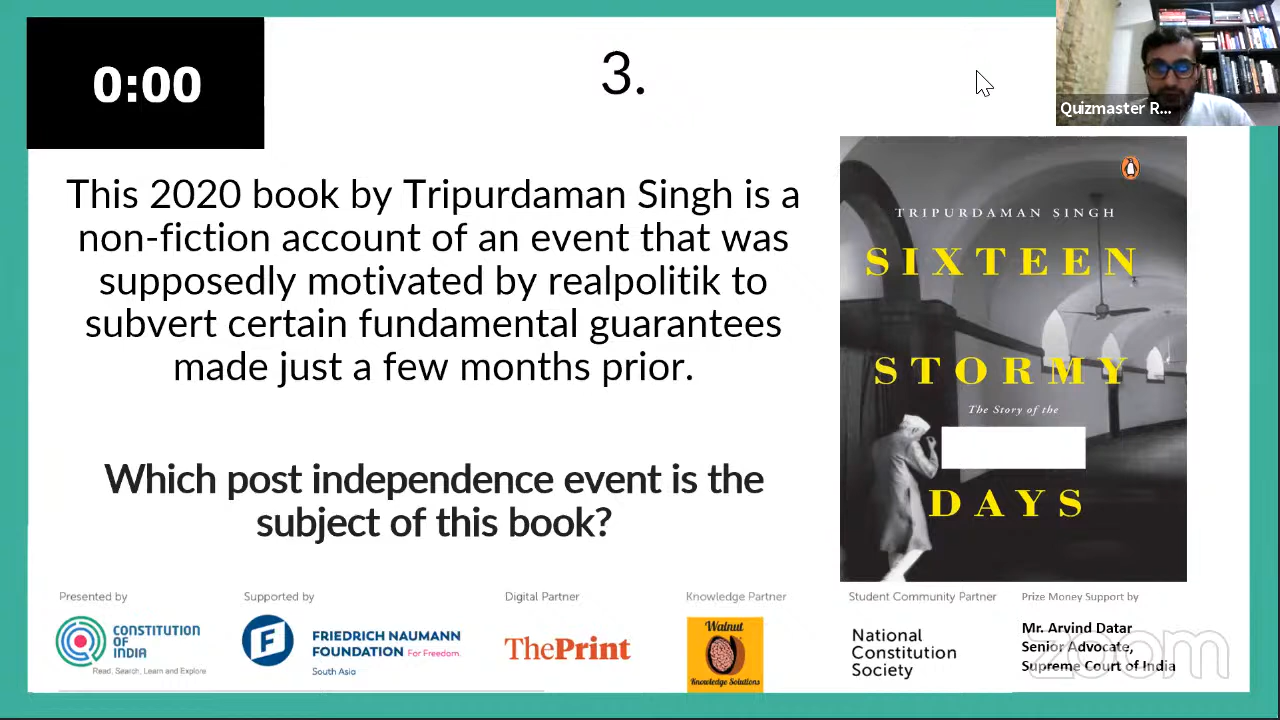 0:00
3.
Quizmaster R...
This 2020 book by Tripurdaman Singh is a
non-fiction account of an event that was
supposedly motivated by realpolitik to
subvert certain fundamental guarantees
made just a few months prior.
Which post independence event is the
subject of this book?
TRIPURDAMAN SINGH
SIXTEEN
STORMY
The Story of the
DAYS
Presented by
CONSTITUTION
OF
INDIA
Read, Search, Learn and Explore
Supported by
F
FRIEDRICH NAUMANN
FOUNDATION For Freedom.
South Asia
Digital Partner
ThePrint
Knowledge Partner
Walnut
Knowledge Solutions
Student Community Partner
National
Constitution
Society
Prize Money Support by
Mr. Arvind Datar
Senior Advocate,
Supreme Court of India
zoom